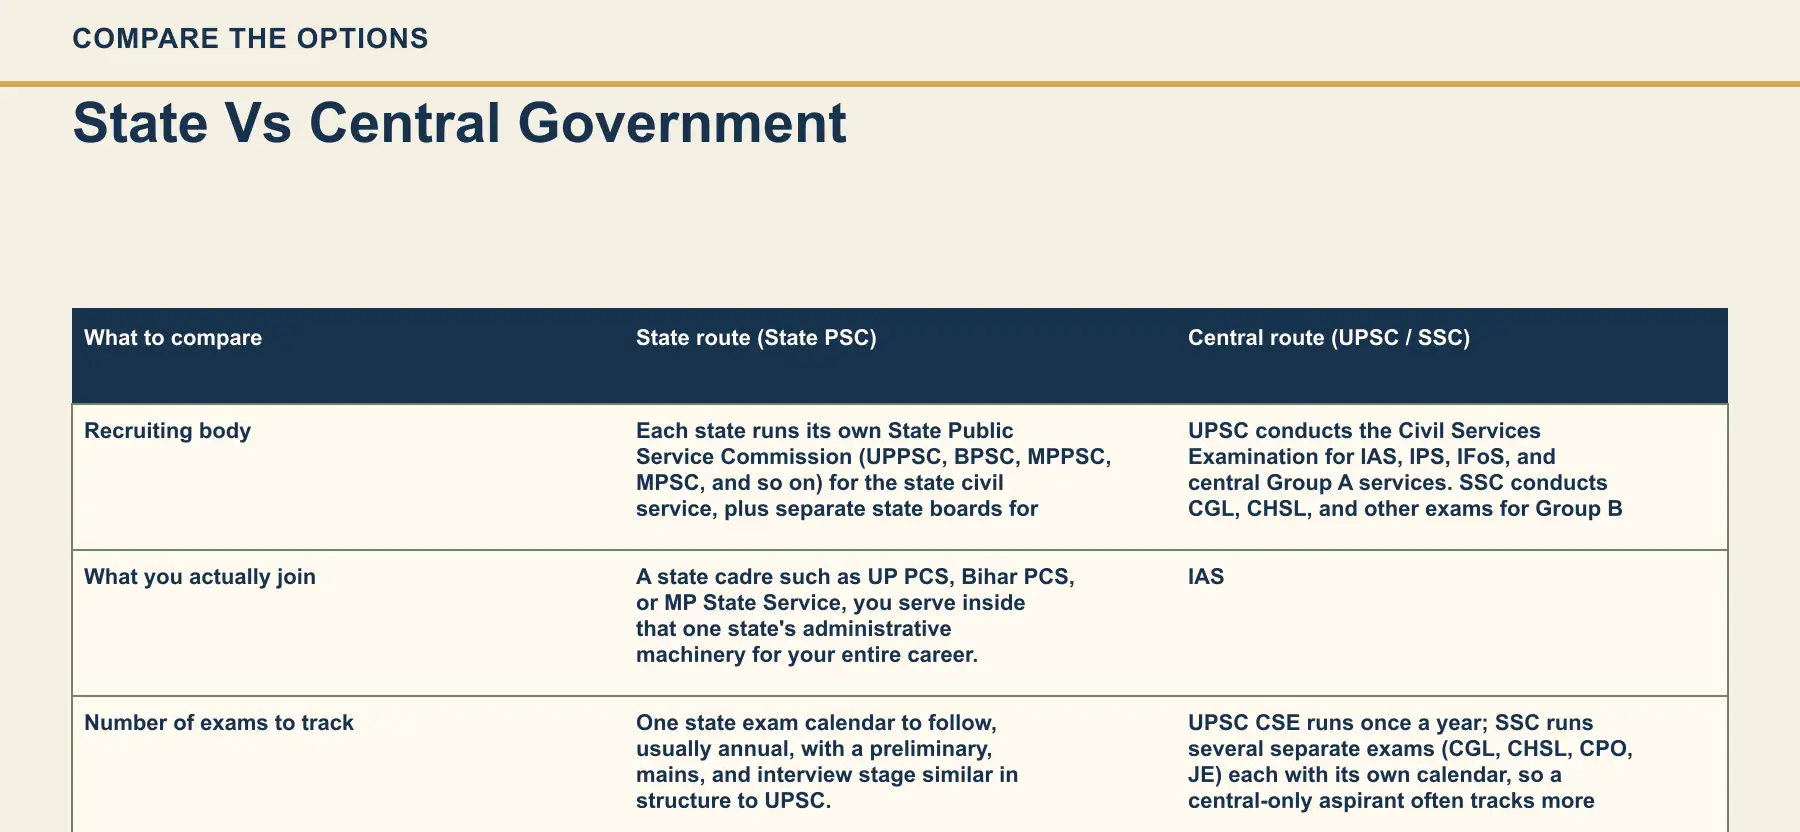 COMPARE THE OPTIONS
State Vs Central Government
What to compare
State route (State PSC)
Central route (UPSC / SSC)
Recruiting body
Each state runs its own State Public
Service Commission (UPPSC, BPSC, MPPSC,
MPSC, and so on) for the state civil
service, plus separate state boards for
UPSC conducts the Civil Services
Examination for IAS, IPS, IFoS, and
central Group A services. SSC conducts
CGL, CHSL, and other exams for Group B
What you actually join
A state cadre such as UP PCS, Bihar PCS,
or MP State Service, you serve inside
that one state's administrative
machinery for your entire career.
IAS
Number of exams to track
One state exam calendar to follow,
usually annual, with a preliminary,
mains, and interview stage similar in
structure to UPSC.
UPSC CSE runs once a year; SSC runs
several separate exams (CGL, CHSL, CPO,
JE) each with its own calendar, so a
central-only aspirant often tracks more